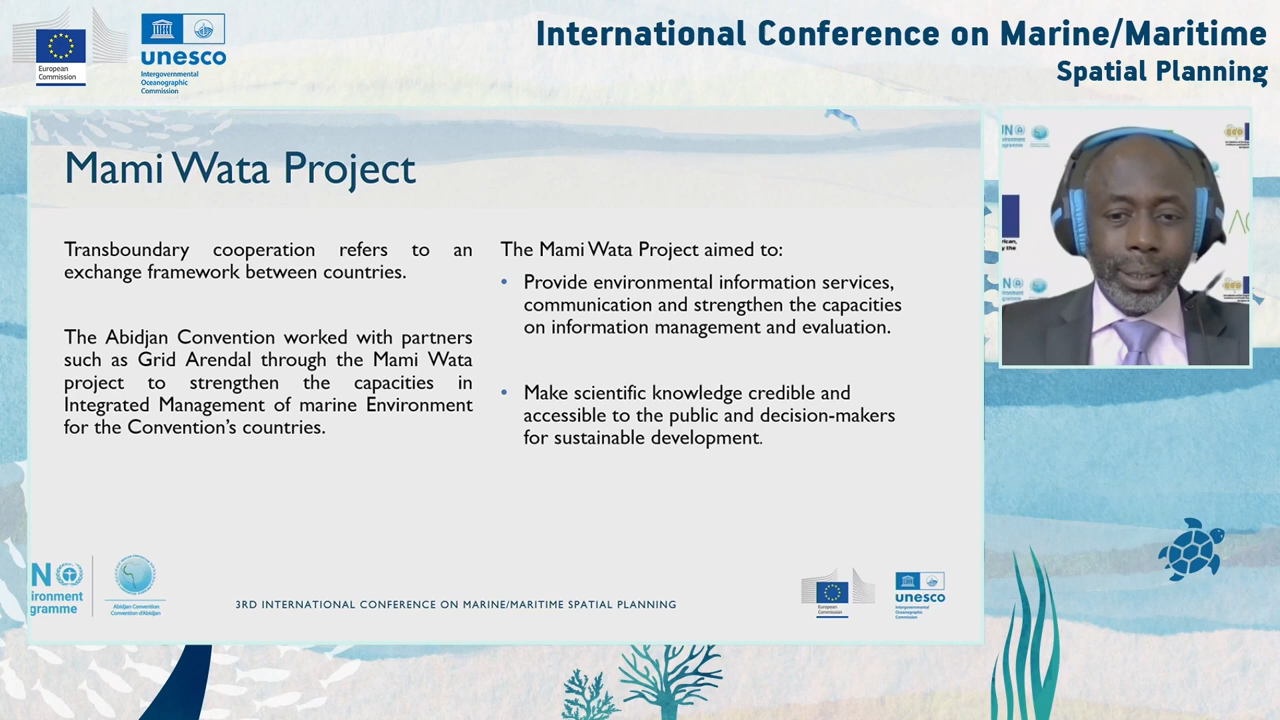 European
Commission
unesco
Intergovernmental
Oceanographic
Commission
International Conference on Marine/Maritime
Spatial Planning
Mami Wata Project
Transboundary cooperation refers to an
exchange framework between countries.
The Abidjan Convention worked with partners
such as Grid Arendal through the Mami Wata
project to strengthen the capacities in
Integrated Management of marine Environment
for the Convention's countries.
The Mami Wata Project aimed to:
• Provide environmental information services,
communication and strengthen the capacities
on information management and evaluation.
• Make scientific knowledge credible and
accessible to the public and decision-makers
for sustainable development.
N
ironment
gramme
Abidjan Convention
Convention d'Abidjan
3RD INTERNATIONAL CONFERENCE ON MARINE/MARITIME SPATIAL PLANNING
European
Commission
unesco
Intergovernmental
Oceanographic
Commission